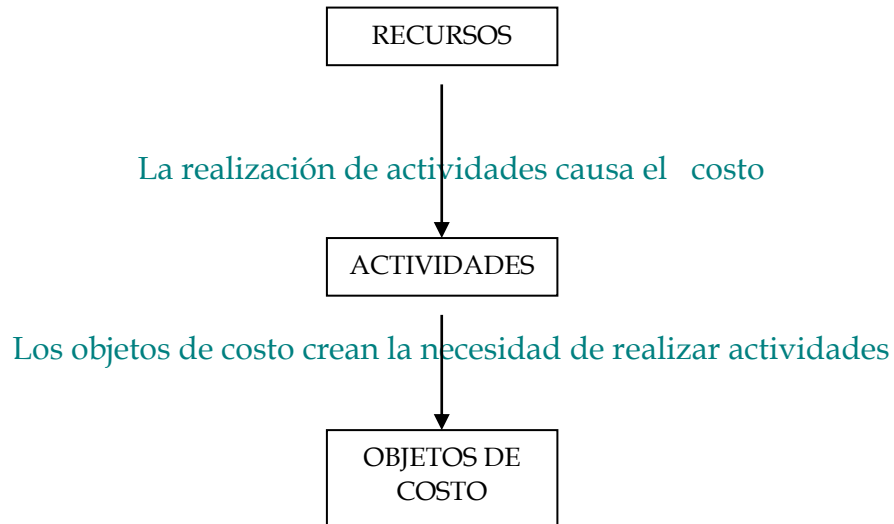 RECURSOS
La realización de actividades causa el costo
ACTIVIDADES
Los objetos de costo crean la necesidad de realizar actividades
OBJETOS DE
COSTO